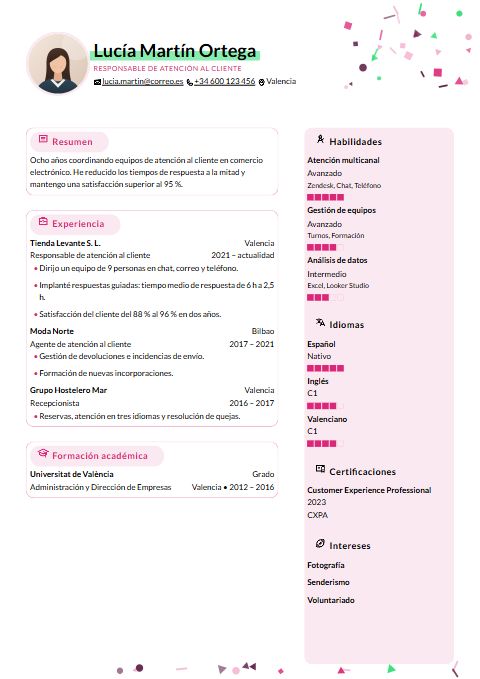 Lucía Martín Ortega
RESPONSABLE DE ATENCIÓN AL CLIENTE
lucia.martin@correo.es +34 600 123 456 Valencia
Resumen
Ocho años coordinando equipos de atención al cliente en comercio
electrónico. He reducido los tiempos de respuesta a la mitad y
mantengo una satisfacción superior al 95 %.
Experiencia
Tienda Levante S. L. Valencia
Responsable de atención al cliente 2021 – actualidad
• Dirijo un equipo de 9 personas en chat, correo y teléfono.
• Implanté respuestas guiadas: tiempo medio de respuesta de 6 h a 2,5
h.
• Satisfacción del cliente del 88 % al 96 % en dos años.
Moda Norte Bilbao
Agente de atención al cliente 2017 – 2021
• Gestión de devoluciones e incidencias de envío.
• Formación de nuevas incorporaciones.
Grupo Hostelero Mar Valencia
Recepcionista 2016 – 2017
• Reservas, atención en tres idiomas y resolución de quejas.
Formación académica
Universitat de València Grado
Administración y Dirección de Empresas Valencia • 2012 – 2016
Habilidades
Atención multicanal
Avanzado
Zendesk, Chat, Teléfono
Gestión de equipos
Avanzado
Turnos, Formación
Análisis de datos
Intermedio
Excel, Looker Studio
Idiomas
Español
Nativo
Inglés
C1
Valenciano
C1
Certificaciones
Customer Experience Professional
2023
CXPA
Intereses
Fotografía
Senderismo
Voluntariado